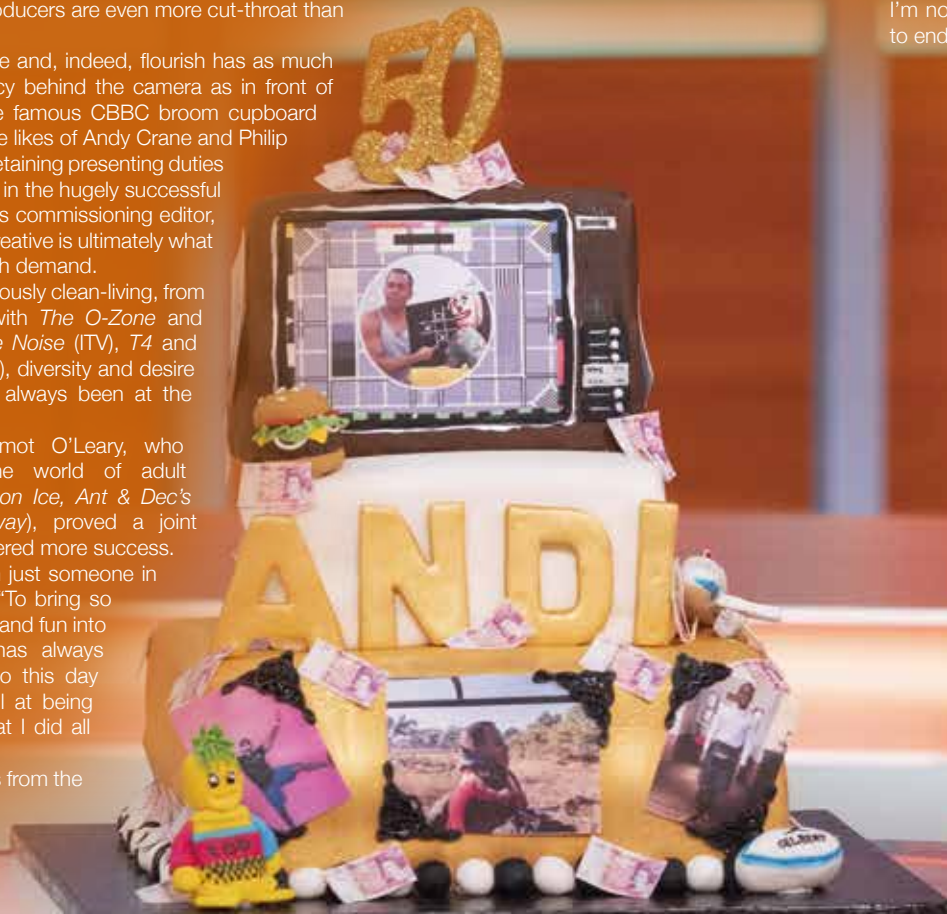 oducers are even more cut-throat than
e and, indeed, flourish has as much
cy behind the camera as in front of
e famous CBBC broom cupboard
e likes of Andy Crane and Philip
etaining presenting duties
in the hugely successful
s commissioning editor,
reative is ultimately what
h demand.
ously clean-living, from
with The O-Zone and
e Noise (ITV), T4 and
), diversity and desire
always been at the
mot O'Leary, who
ne world of adult
on Ice, Ant & Dec's
vay), proved a joint
ered more success.
just someone in
"To bring so
and fun into
has always
o this day
l at being
at I did all
s from the
I'm no
to end
50
ANDI
GILBERT